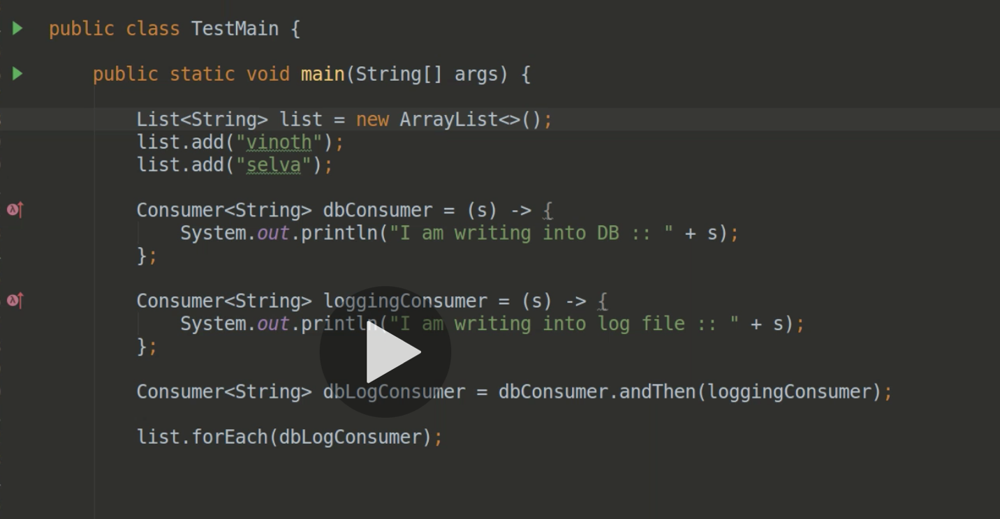 public class TestMain {
public static void main(String[] args) {
List<String> list = new ArrayList<>();
list.add("vinoth");
list.add("selva");
Consumer<String> dbConsumer = (s) -> {
System.out.println("I am writing into DB :: " + s);
};
Consumer<String> loggingConsumer = (s) -> {
System.out.println("I am writing into log file :: " + s);
};
Consumer<String> dbLogConsumer = dbConsumer.andThen(loggingConsumer);
list.forEach(dbLogConsumer);